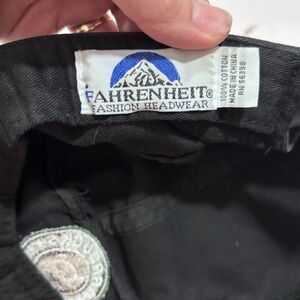 FAHRENHEIT®
FASHION HEADWEAR
100% COTTON
MADE IN CHINA
RN 56398